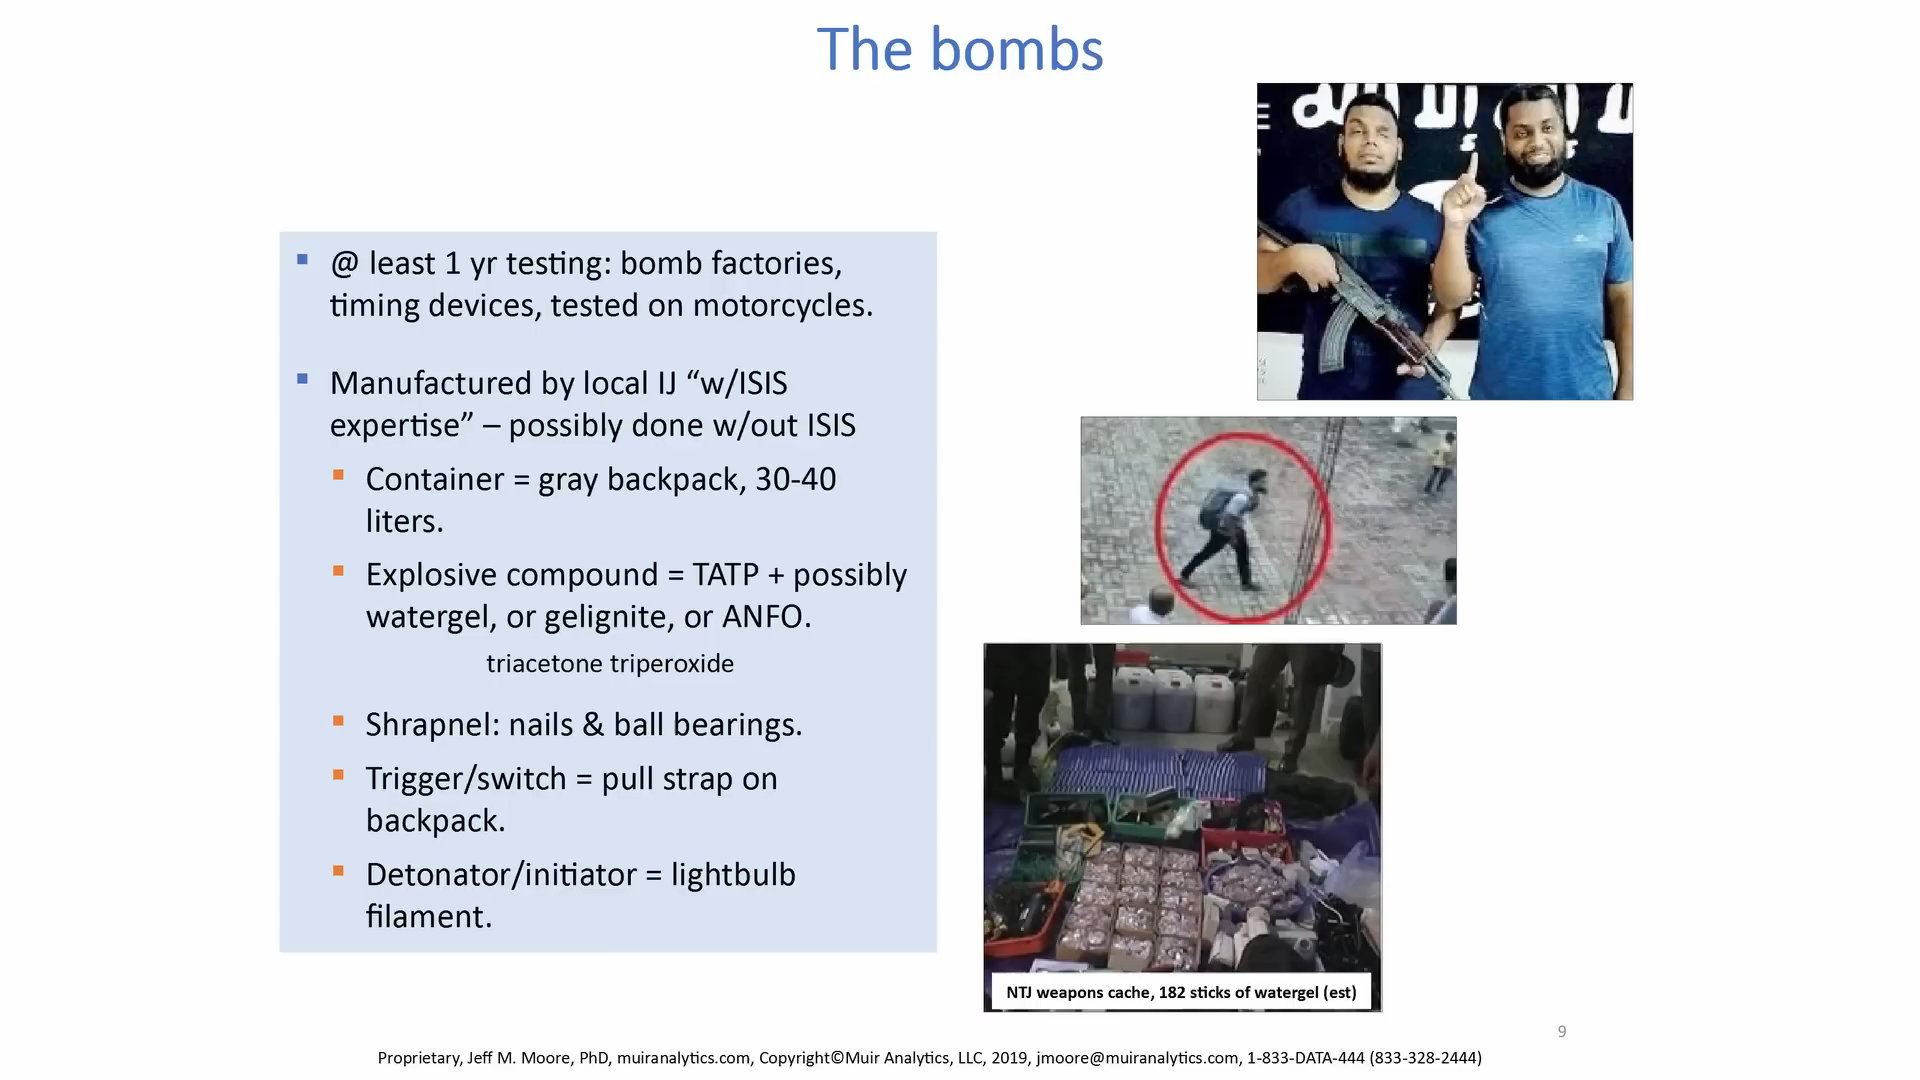 The bombs
@ least 1 yr testing: bomb factories,
timing devices, tested on motorcycles.
Manufactured by local IJ “w/ISIS
expertise” – possibly done w/out ISIS
Container = gray backpack, 30-40
liters.
Explosive compound = TATP + possibly
watergel, or gelignite, or ANFO.
triacetone triperoxide
Shrapnel: nails & ball bearings.
Trigger/switch = pull strap on
backpack.
Detonator/initiator = lightbulb
filament.
NTJ weapons cache, 182 sticks of watergel (est)
9
Proprietary, Jeff M. Moore, PhD, muiranalytics.com, Copyright©Muir Analytics, LLC, 2019, jmoore@muiranalytics.com, 1-833-DATA-444 (833-328-2444)